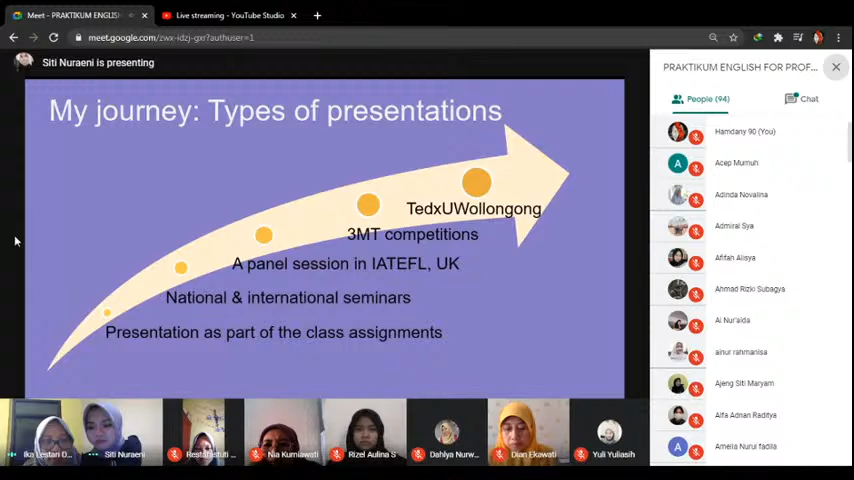 Meet - PRAKTIKUM ENGLISH
Live streaming - YouTube Studio
meet.google.com/zwx-idzj-gxr?authuser=1
Siti Nuraeni is presenting
PRAKTIKUM ENGLISH FOR PROF...
People (94)
Chat
My journey: Types of presentations
TedxUWollongong
3MT competitions
A panel session in IATEFL, UK
National & international seminars
Presentation as part of the class assignments
Hamdany 90 (You)
A
Acep Mumuh
Adinda Novalina
Admiral Sya
Afifah Alisya
Ahmad Rizki Subagya
Ai Nur'aida
ainur rahmanisa
Ajeng Siti Maryam
Alfa Adnan Raditya
A
Amelia Nurul fadila
Ika Lestari D...
Siti Nuraeni
Nia Kurniawati
Rizel Aulina S
Dahlya Nurw...
Dian Ekawati
Yuli Yuliasih